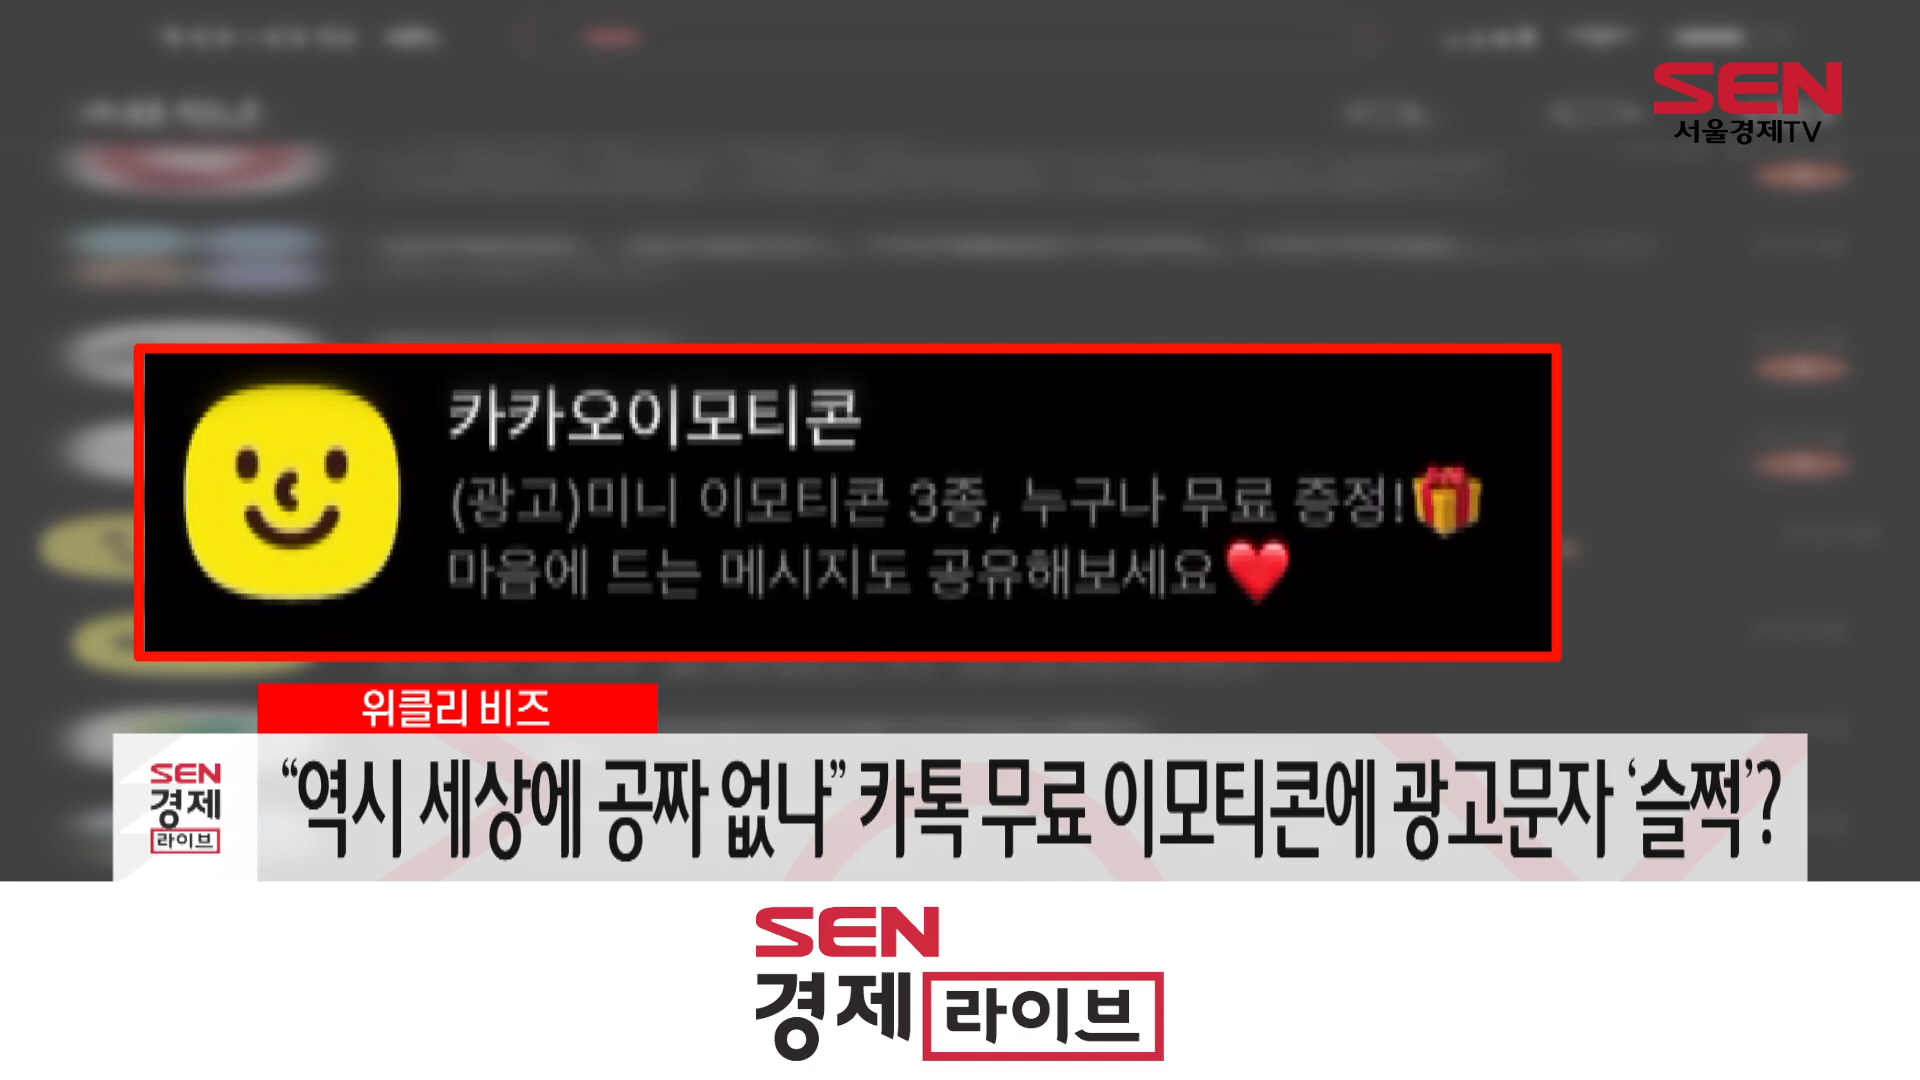 SEN
서울경제TV
카카오이모티콘
(광고)미니 이모티콘 3종, 누구나 무료 증정!🎁
마음에 드는 메시지도 공유해보세요❤️
위클리 비즈
SEN
경제
라이브
“역시 세상에 공짜 없나” 카톡 무료 이모티콘에 광고문자 ‘슬쩍’?
SEN
경제 라이브